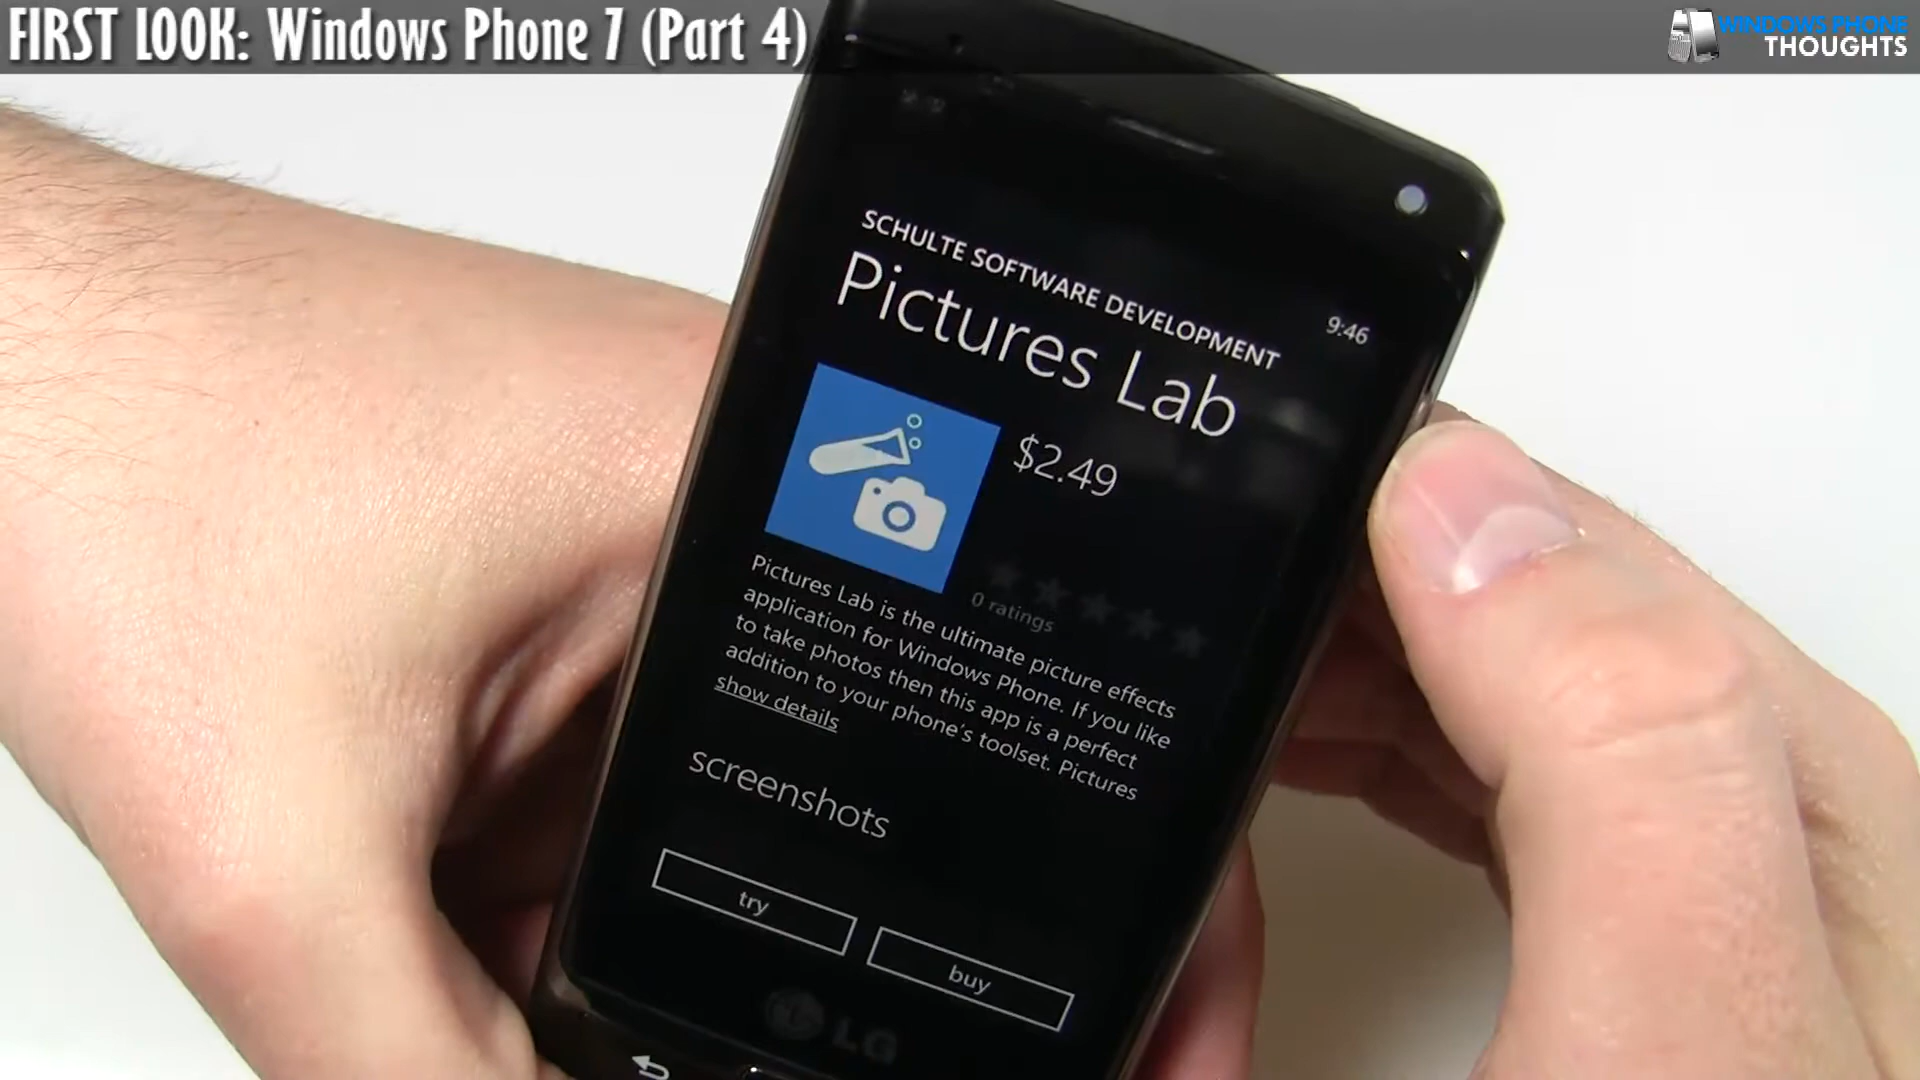 FIRST LOOK: Windows Phone 7 (Part 4)
WINDOWS PHONE
THOUGHTS
9:46
SCHULTE SOFTWARE DEVELOPMENT
Pictures Lab
$2.49
0 ratings
Pictures Lab is the ultimate picture effects
application for Windows Phone. If you like
to take photos then this app is a perfect
addition to your phone's toolset. Pictures
show details
screenshots
try
buy
LG